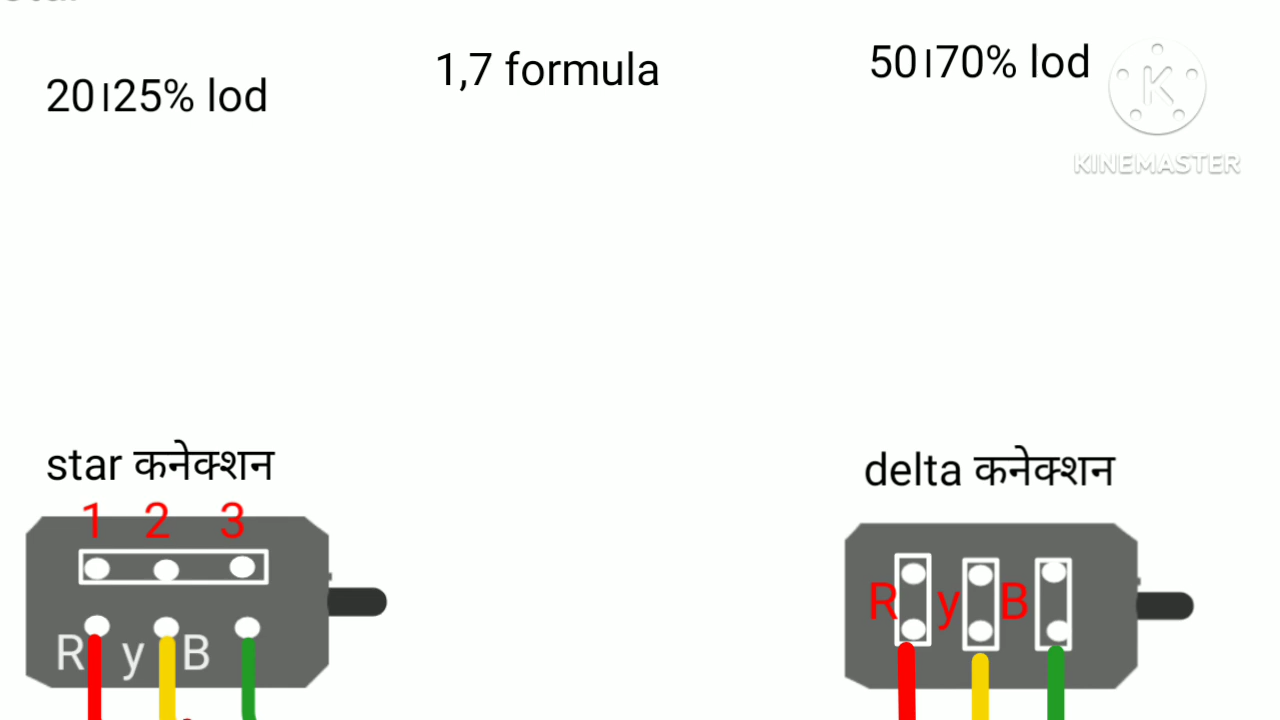 20।25% lod
1,7 formula
50।70% lod
KINEMASTER
star कनेक्शन
1 2 3
R y B
delta कनेक्शन
R y B